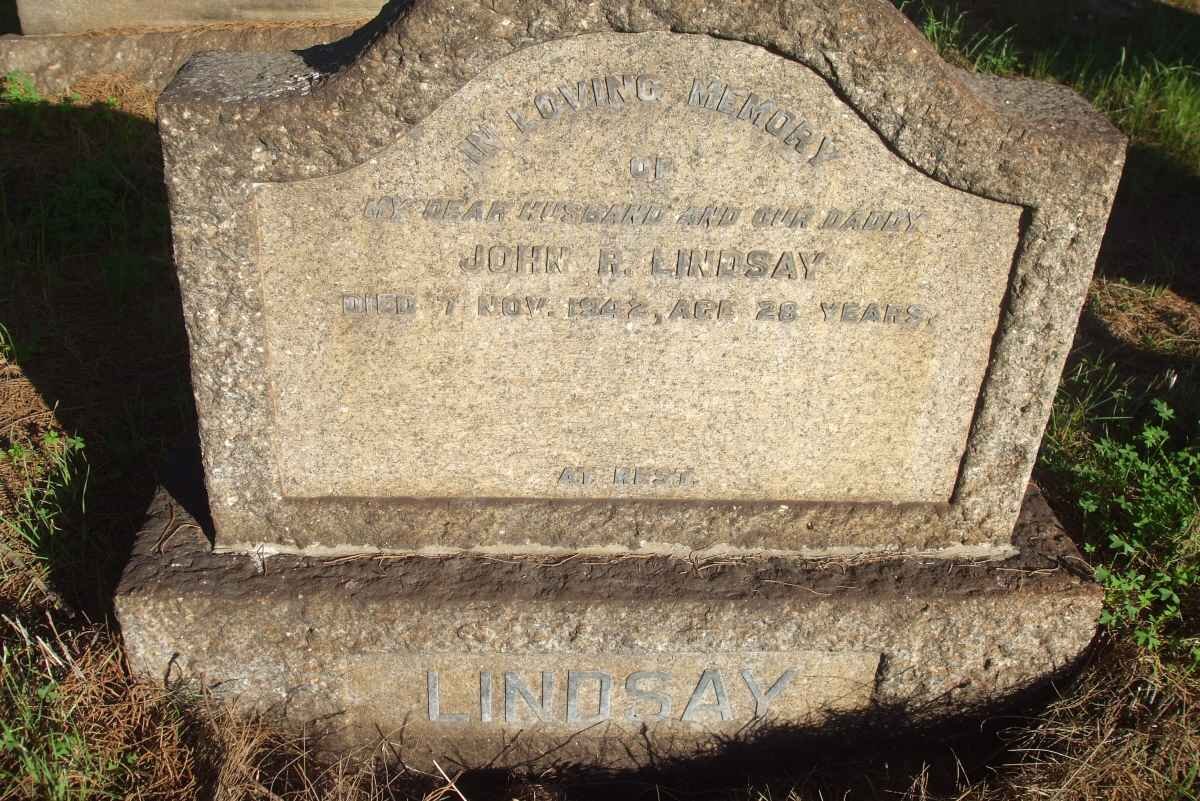 IN LOVING MEMORY
OF
MY DEAR HUSBAND AND OUR DADDY
JOHN R. LINDSAY
DIED 7 NOV. 1942, AGE 28 YEARS.
AT REST.
LINDSAY